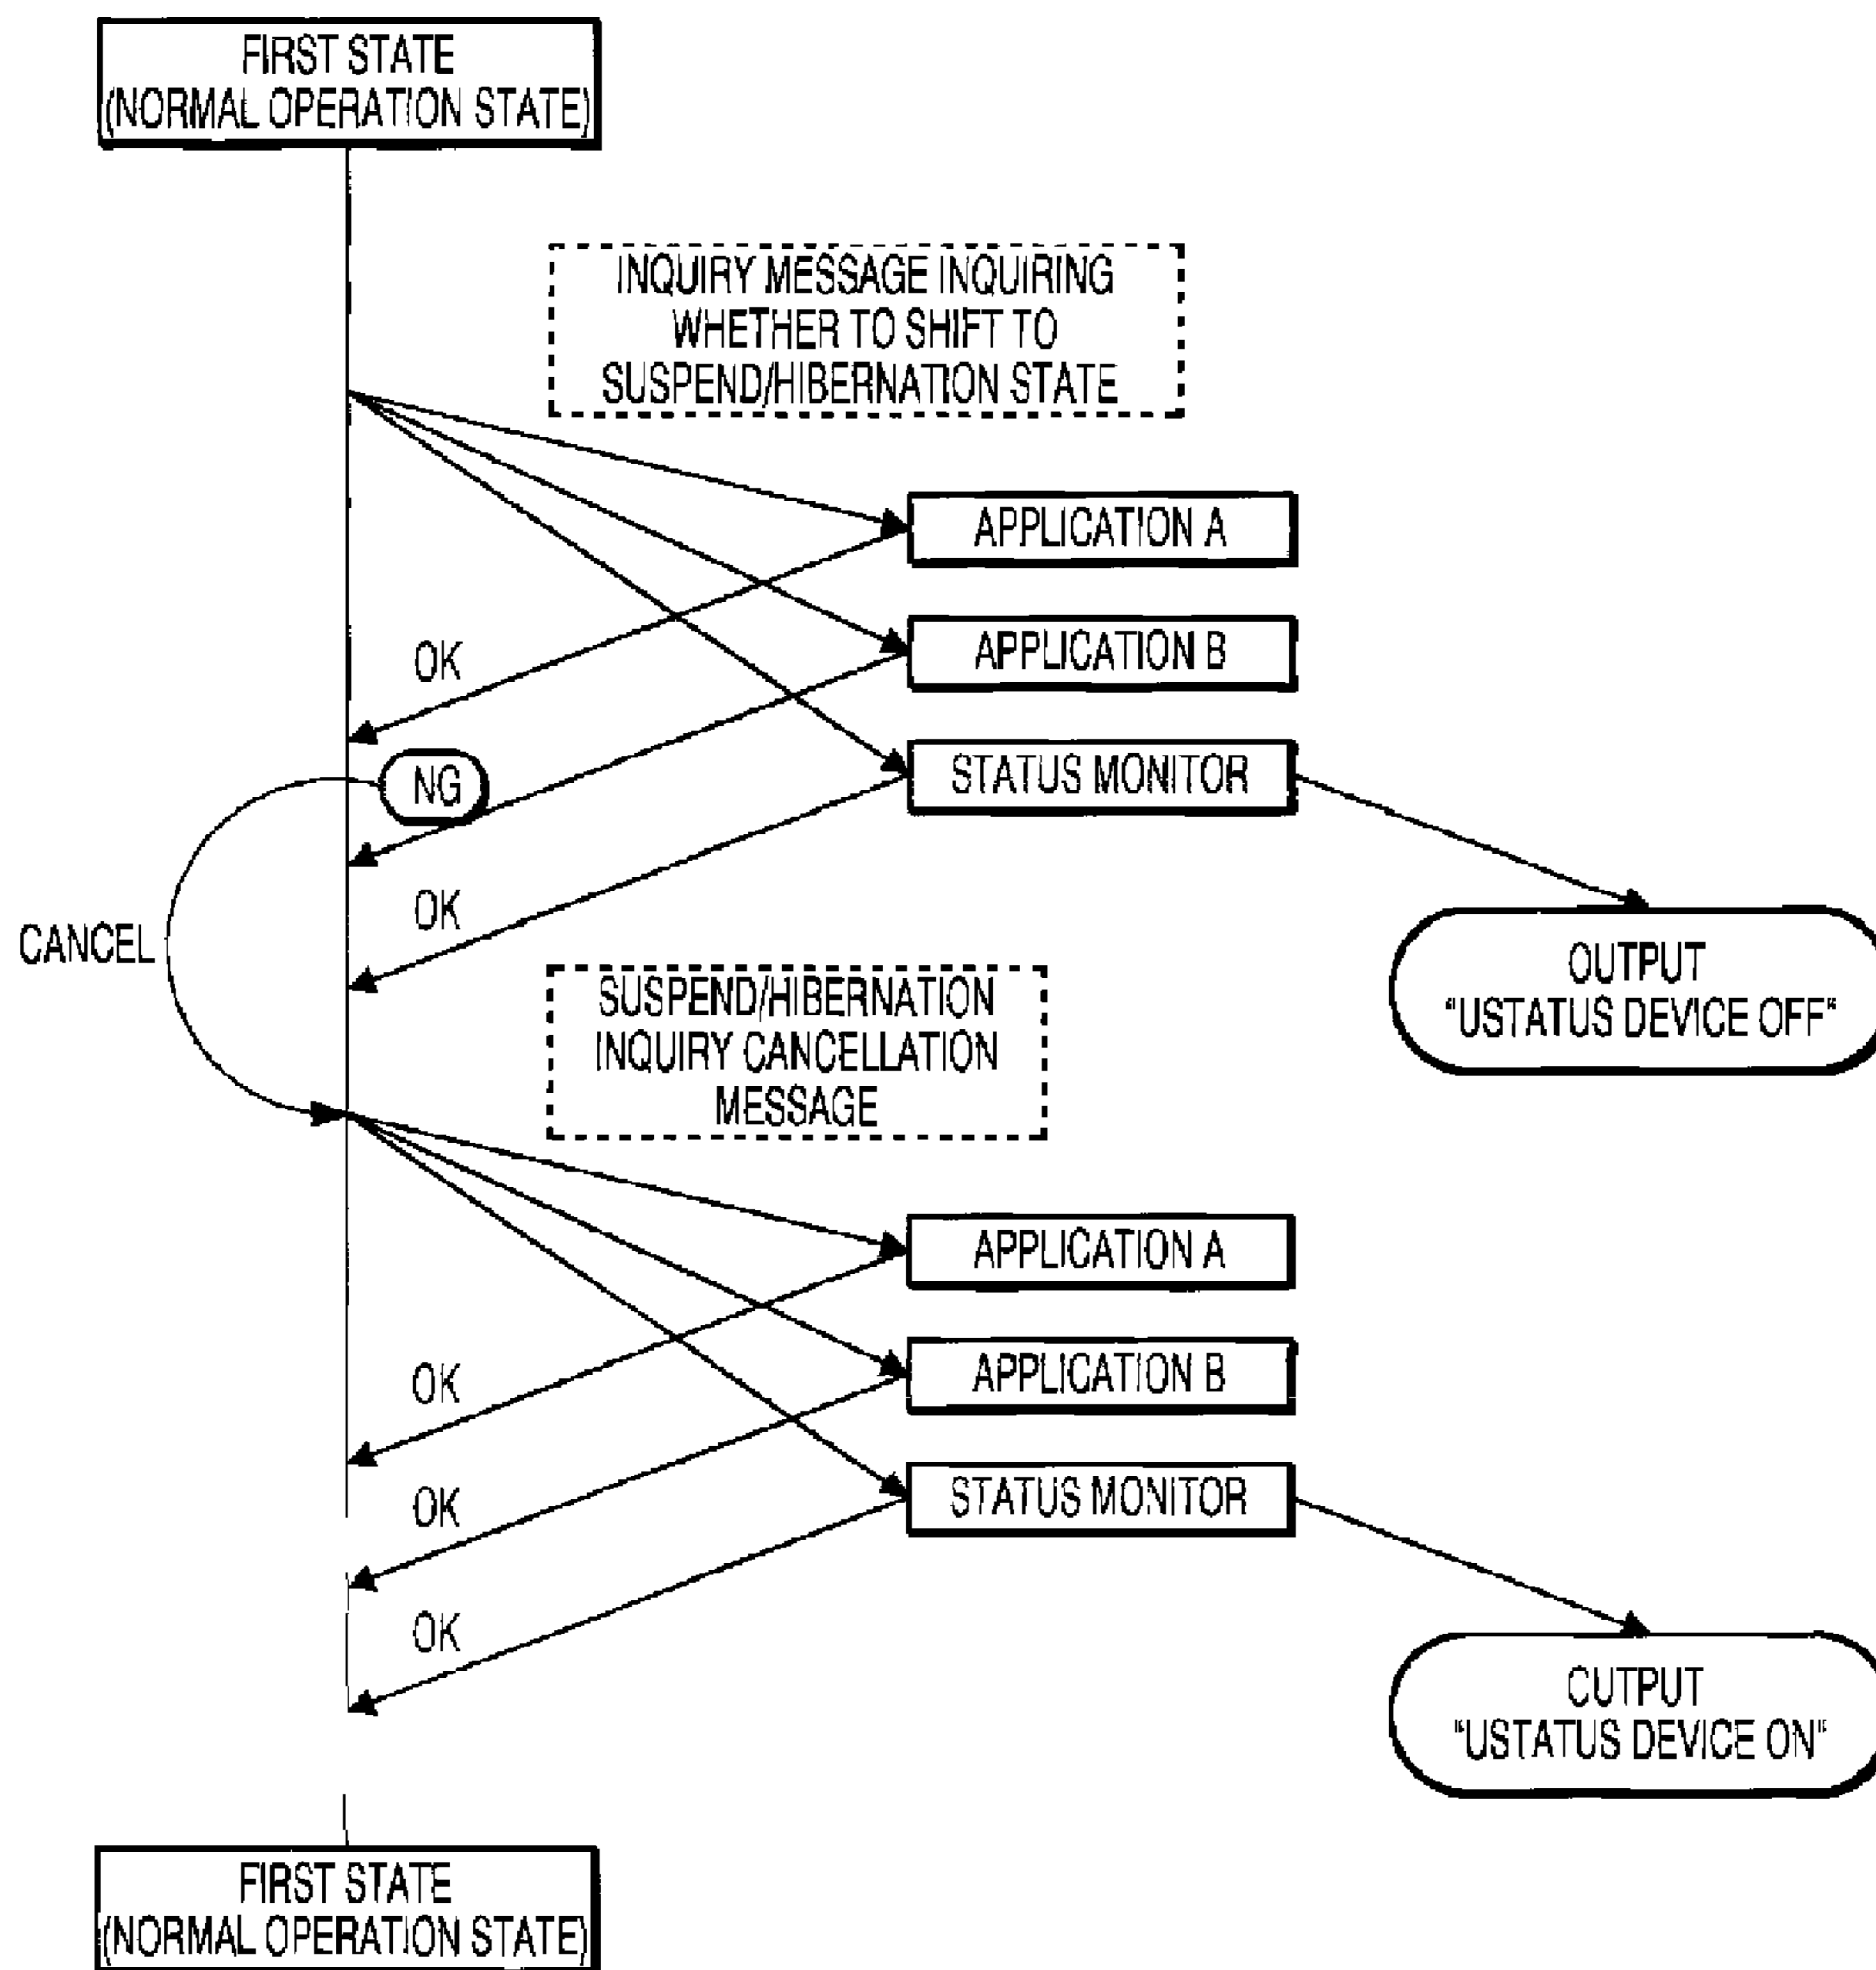 FIRST STATE
(NORMAL OPERATION STATE)
INQUIRY MESSAGE INQUIRING
WHETHER TO SHIFT TO
SUSPEND/HIBERNATION STATE
APPLICATION A
OK
APPLICATION B
STATUS MONITOR
NG
OK
CANCEL
OUTPUT
"USTATUS DEVICE OFF"
SUSPEND/HIBERNATION
INQUIRY CANCELLATION
MESSAGE
APPLICATION A
OK
APPLICATION B
STATUS MONITOR
OK
OK
CUTPUT
"USTATUS DEVICE ON"
FIRST STATE
(NORMAL OPERATION STATE)